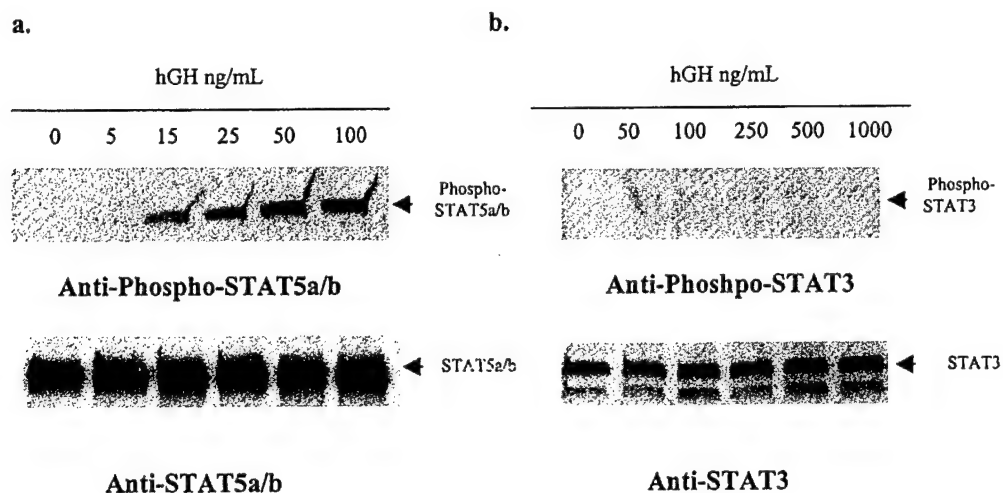 a.
hGH ng/mL
0 5 15 25 50 100
Phospho-
STAT5a/b
Anti-Phospho-STAT5a/b
STAT5a/b
Anti-STAT5a/b
b.
hGH ng/mL
0 50 100 250 500 1000
Phospho-
STAT3
Anti-Phoshpo-STAT3
STAT3
Anti-STAT3